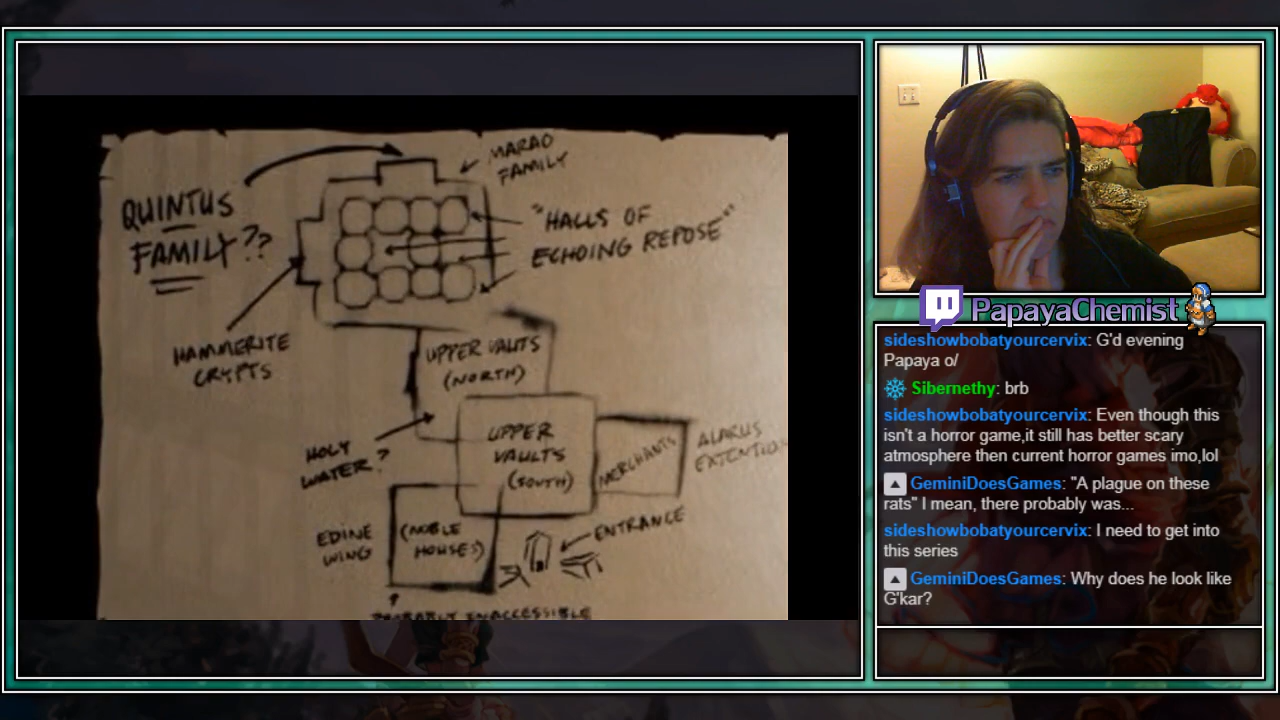 MARAO
FAMILY
QUINTUS
FAMILY??
"HALLS OF
ECHOING REPOSE"
HAMMERITE
CRYPTS
UPPER VAULTS
(NORTH)
HOLY
WATER?
UPPER
VAULTS
(SOUTH)
MERCHANTS
ALARUS
EXTENTION
EDINE
WING
(NOBLE
HOUSES)
ENTRANCE
?
PROBABLY INACCESSIBLE
PapayaChemist
sideshowbobatyourcervix: G'd evening
Papaya o/
Sibernethy: brb
sideshowbobatyourcervix: Even though this
isn't a horror game,it still has better scary
atmosphere then current horror games imo,lol
GeminiDoesGames: "A plague on these
rats" I mean, there probably was...
sideshowbobatyourcervix: I need to get into
this series
GeminiDoesGames: Why does he look like
G'kar?